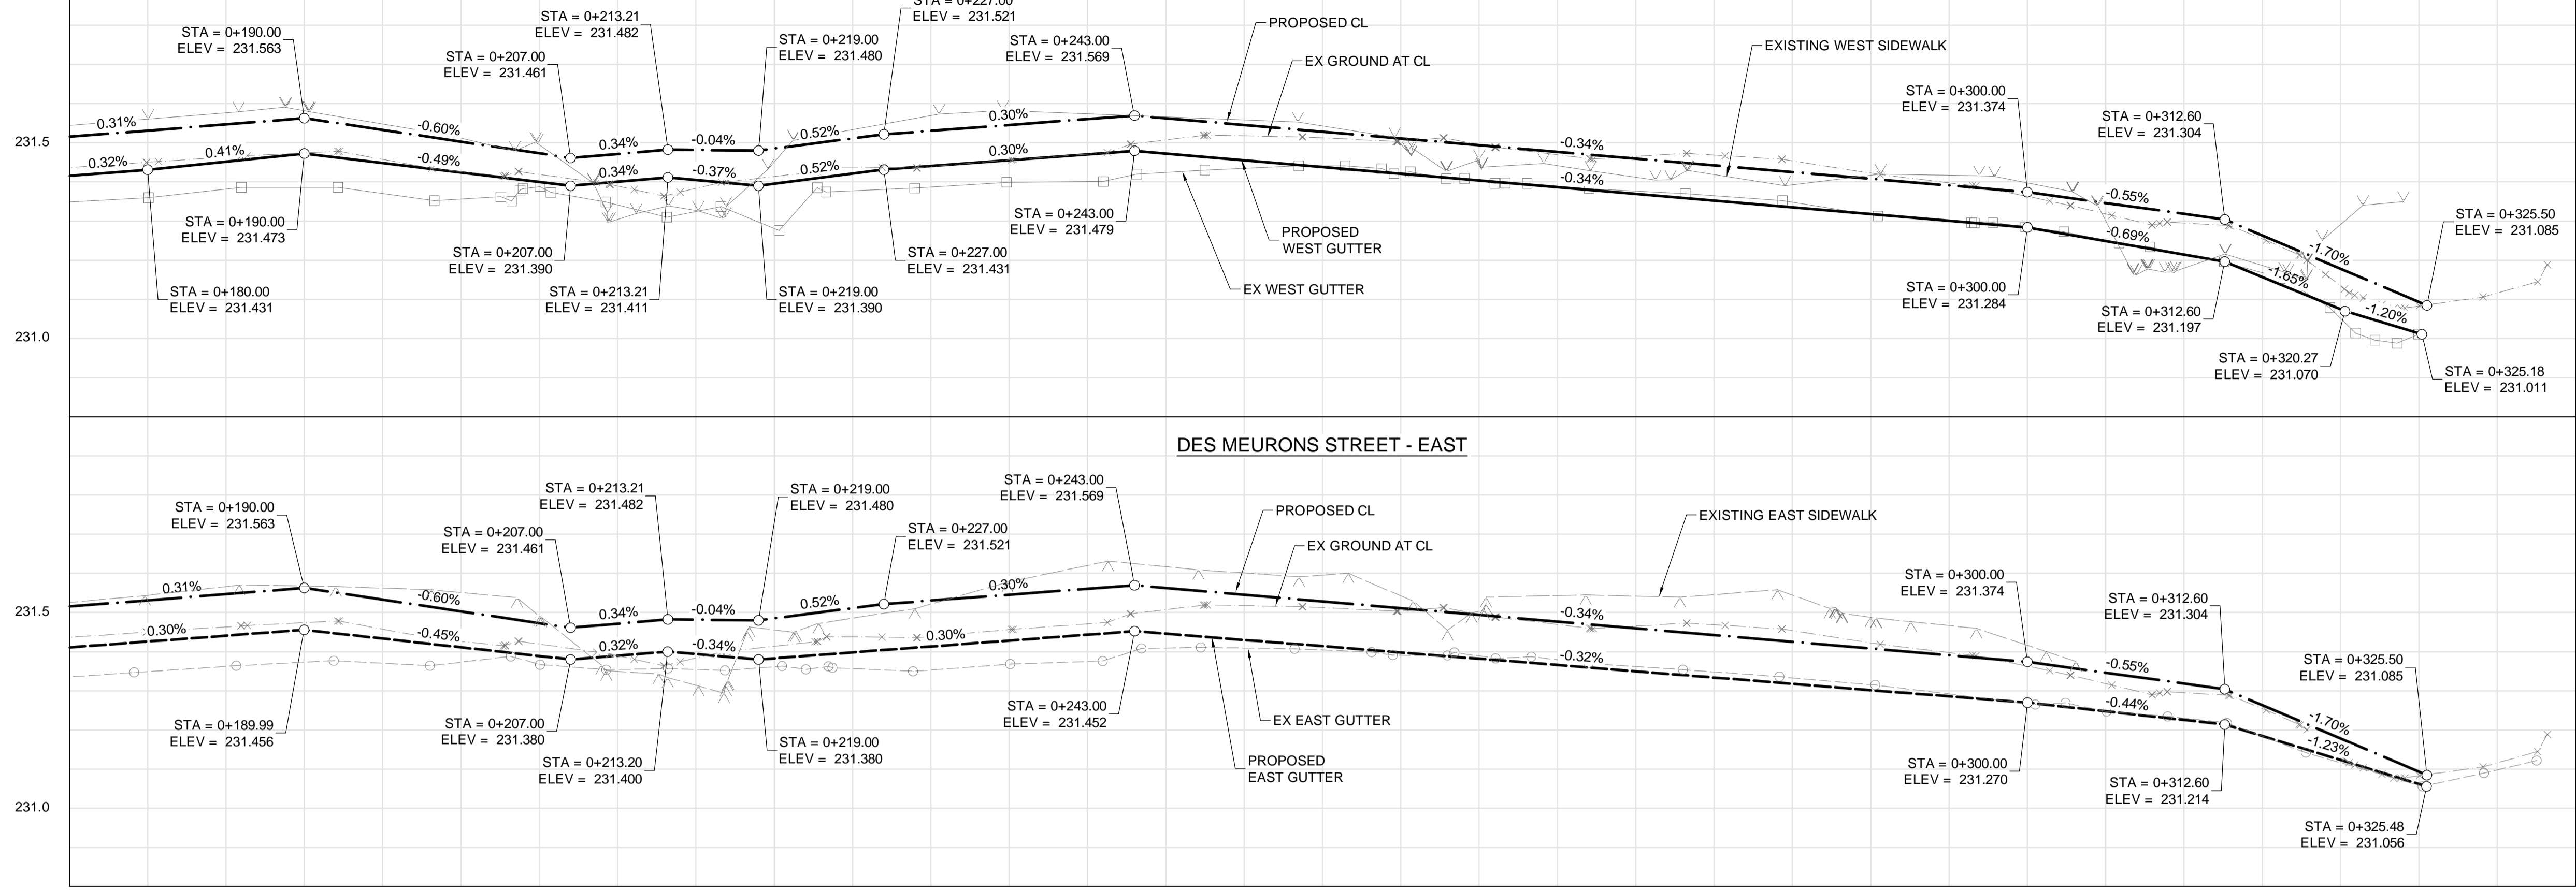 STA = 0+227.00
ELEV = 231.521
STA = 0+213.21
ELEV = 231.482
STA = 0+190.00
ELEV = 231.563
STA = 0+207.00
ELEV = 231.461
STA = 0+219.00
ELEV = 231.480
STA = 0+243.00
ELEV = 231.569
PROPOSED CL
EX GROUND AT CL
EXISTING WEST SIDEWALK
STA = 0+300.00
ELEV = 231.374
STA = 0+312.60
ELEV = 231.304
231.5
0.31%
-0.60%
0.34%
-0.04%
0.52%
0.30%
-0.34%
-0.55%
-1.70%
0.32%
0.41%
-0.49%
0.34%
-0.37%
0.52%
0.30%
-0.34%
-0.69%
-1.65%
-1.20%
STA = 0+190.00
ELEV = 231.473
STA = 0+243.00
ELEV = 231.479
PROPOSED
WEST GUTTER
STA = 0+325.50
ELEV = 231.085
STA = 0+207.00
ELEV = 231.390
STA = 0+227.00
ELEV = 231.431
STA = 0+180.00
ELEV = 231.431
STA = 0+213.21
ELEV = 231.411
STA = 0+219.00
ELEV = 231.390
EX WEST GUTTER
STA = 0+300.00
ELEV = 231.284
STA = 0+312.60
ELEV = 231.197
231.0
STA = 0+320.27
ELEV = 231.070
STA = 0+325.18
ELEV = 231.011
DES MEURONS STREET - EAST
STA = 0+190.00
ELEV = 231.563
STA = 0+213.21
ELEV = 231.482
STA = 0+219.00
ELEV = 231.480
STA = 0+243.00
ELEV = 231.569
STA = 0+207.00
ELEV = 231.461
STA = 0+227.00
ELEV = 231.521
PROPOSED CL
EX GROUND AT CL
EXISTING EAST SIDEWALK
STA = 0+300.00
ELEV = 231.374
STA = 0+312.60
ELEV = 231.304
231.5
0.31%
-0.60%
0.34%
-0.04%
0.52%
0.30%
-0.34%
-0.55%
-1.70%
0.30%
-0.45%
0.32%
-0.34%
0.30%
-0.32%
-0.44%
-1.23%
STA = 0+325.50
ELEV = 231.085
STA = 0+189.99
ELEV = 231.456
STA = 0+207.00
ELEV = 231.380
STA = 0+213.20
ELEV = 231.400
STA = 0+219.00
ELEV = 231.380
STA = 0+243.00
ELEV = 231.452
EX EAST GUTTER
PROPOSED
EAST GUTTER
STA = 0+300.00
ELEV = 231.270
STA = 0+312.60
ELEV = 231.214
231.0
STA = 0+325.48
ELEV = 231.056